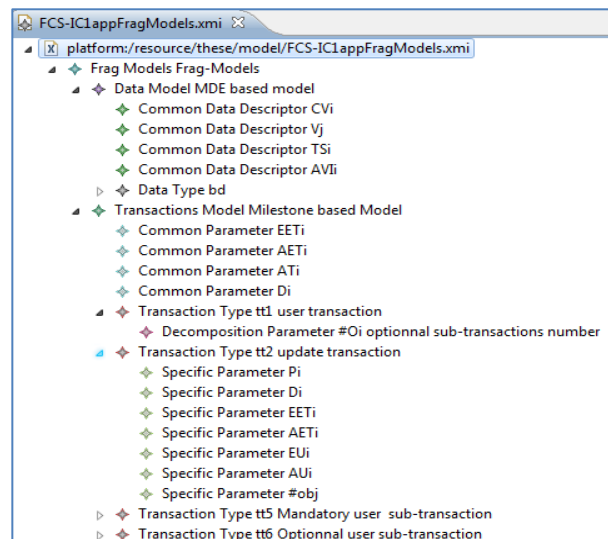 FCS-IC1appFragModels.xmi
platform:/resource/these/model/FCS-IC1appFragModels.xmi
Frag Models Frag-Models
Data Model MDE based model
Common Data Descriptor CVi
Common Data Descriptor Vj
Common Data Descriptor TSi
Common Data Descriptor AVIi
Data Type bd
Transactions Model Milestone based Model
Common Parameter EETi
Common Parameter AETi
Common Parameter ATi
Common Parameter Di
Transaction Type tt1 user transaction
Decomposition Parameter #Oi optionnal sub-transactions number
Transaction Type tt2 update transaction
Specific Parameter Pi
Specific Parameter Di
Specific Parameter EETi
Specific Parameter AETi
Specific Parameter EUi
Specific Parameter AUi
Specific Parameter #obj
Transaction Type tt5 Mandatory user sub-transaction
Transaction Type tt6 Optionnal user sub-transaction